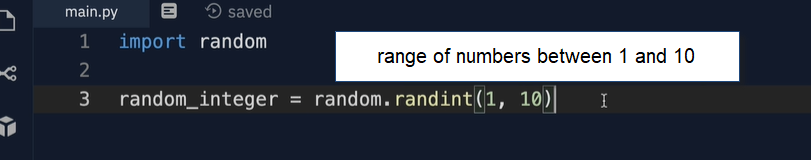 main.py saved
1 import random
range of numbers between 1 and 10
2
3 random_integer = random.randint(1, 10)